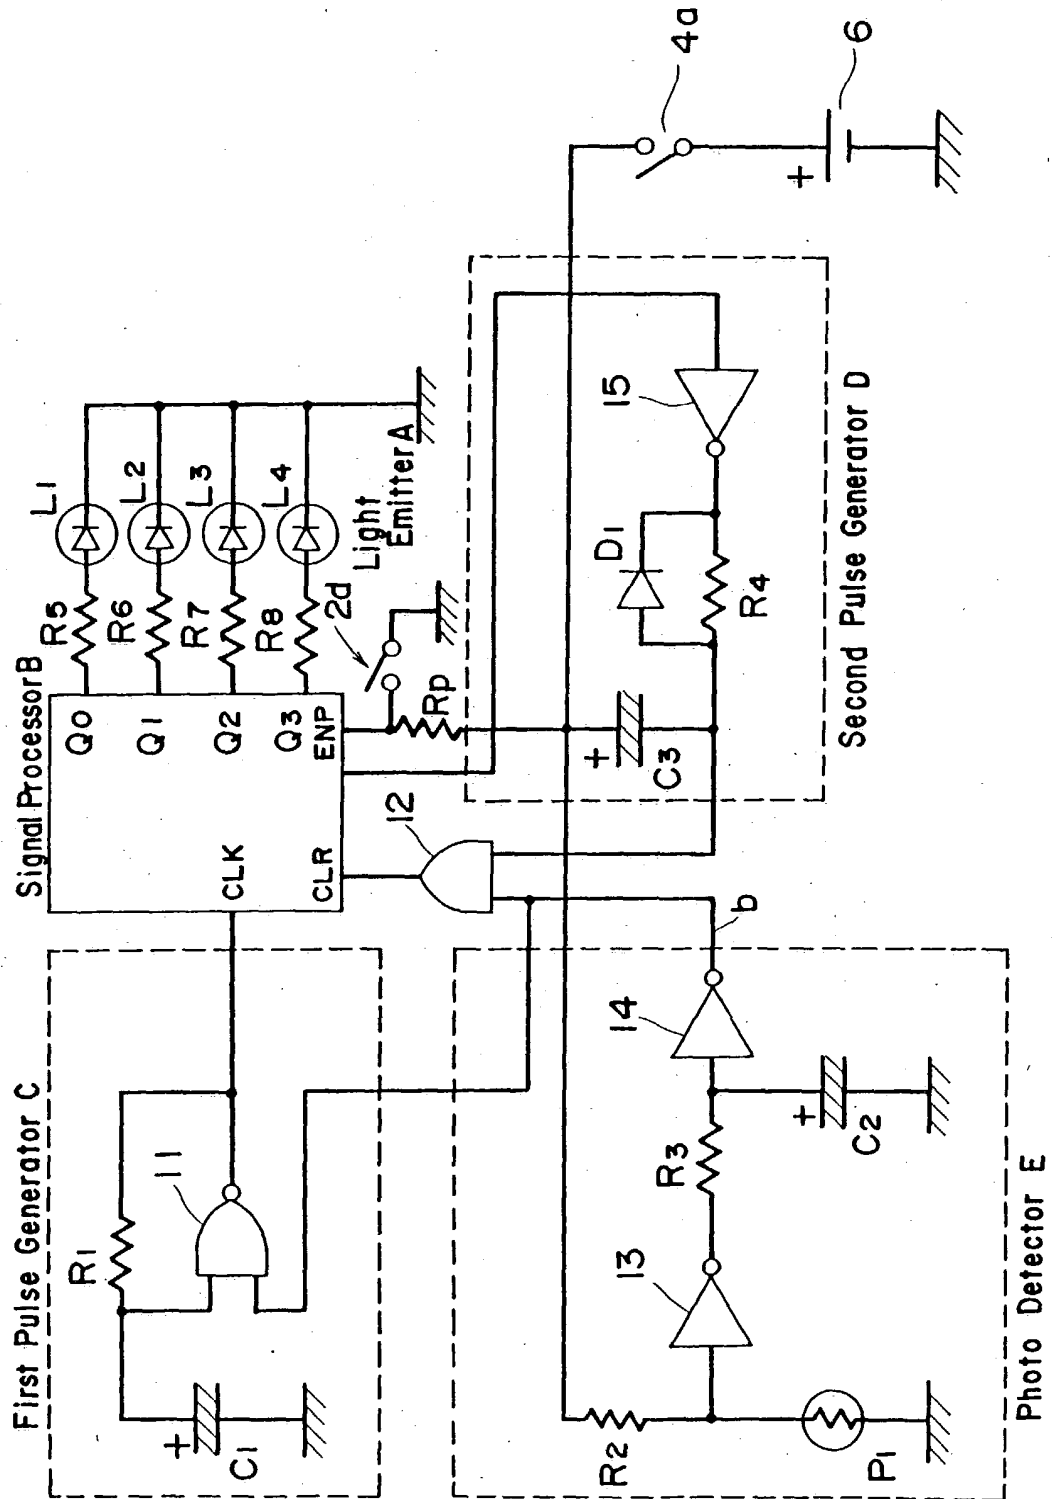 First Pulse Generator C
R1
11
C1
+
Signal Processor B
CLK
CLR
Q0
Q1
Q2
Q3
ENP
R5
R6
R7
R8
L1
L2
L3
L4
Light
Emitter A
2d
Rp
12
+
C3
D1
R4
15
Second Pulse Generator D
4a
+
6
b
14
13
R3
+
C2
R2
P1
Photo Detector E